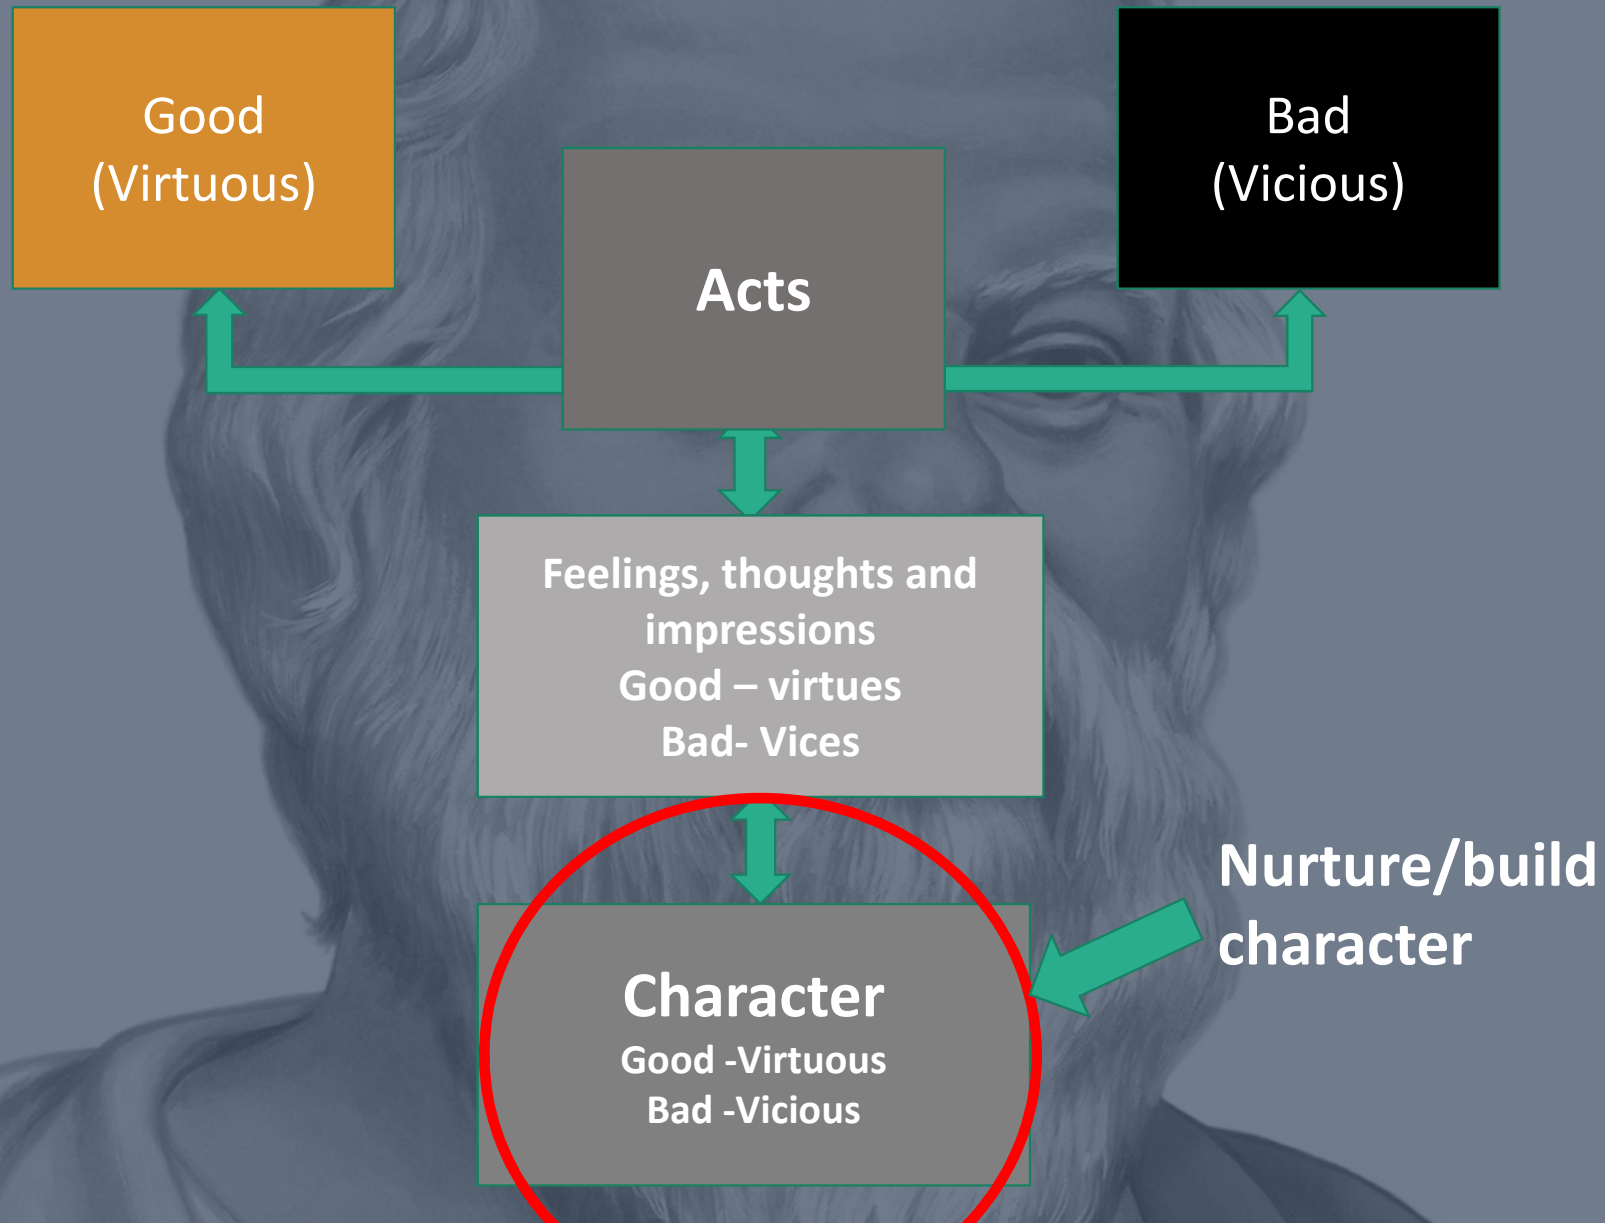 Good
(Virtuous)
Bad
(Vicious)
Acts
Feelings, thoughts and
impressions
Good – virtues
Bad- Vices
Nurture/build
character
Character
Good -Virtuous
Bad -Vicious